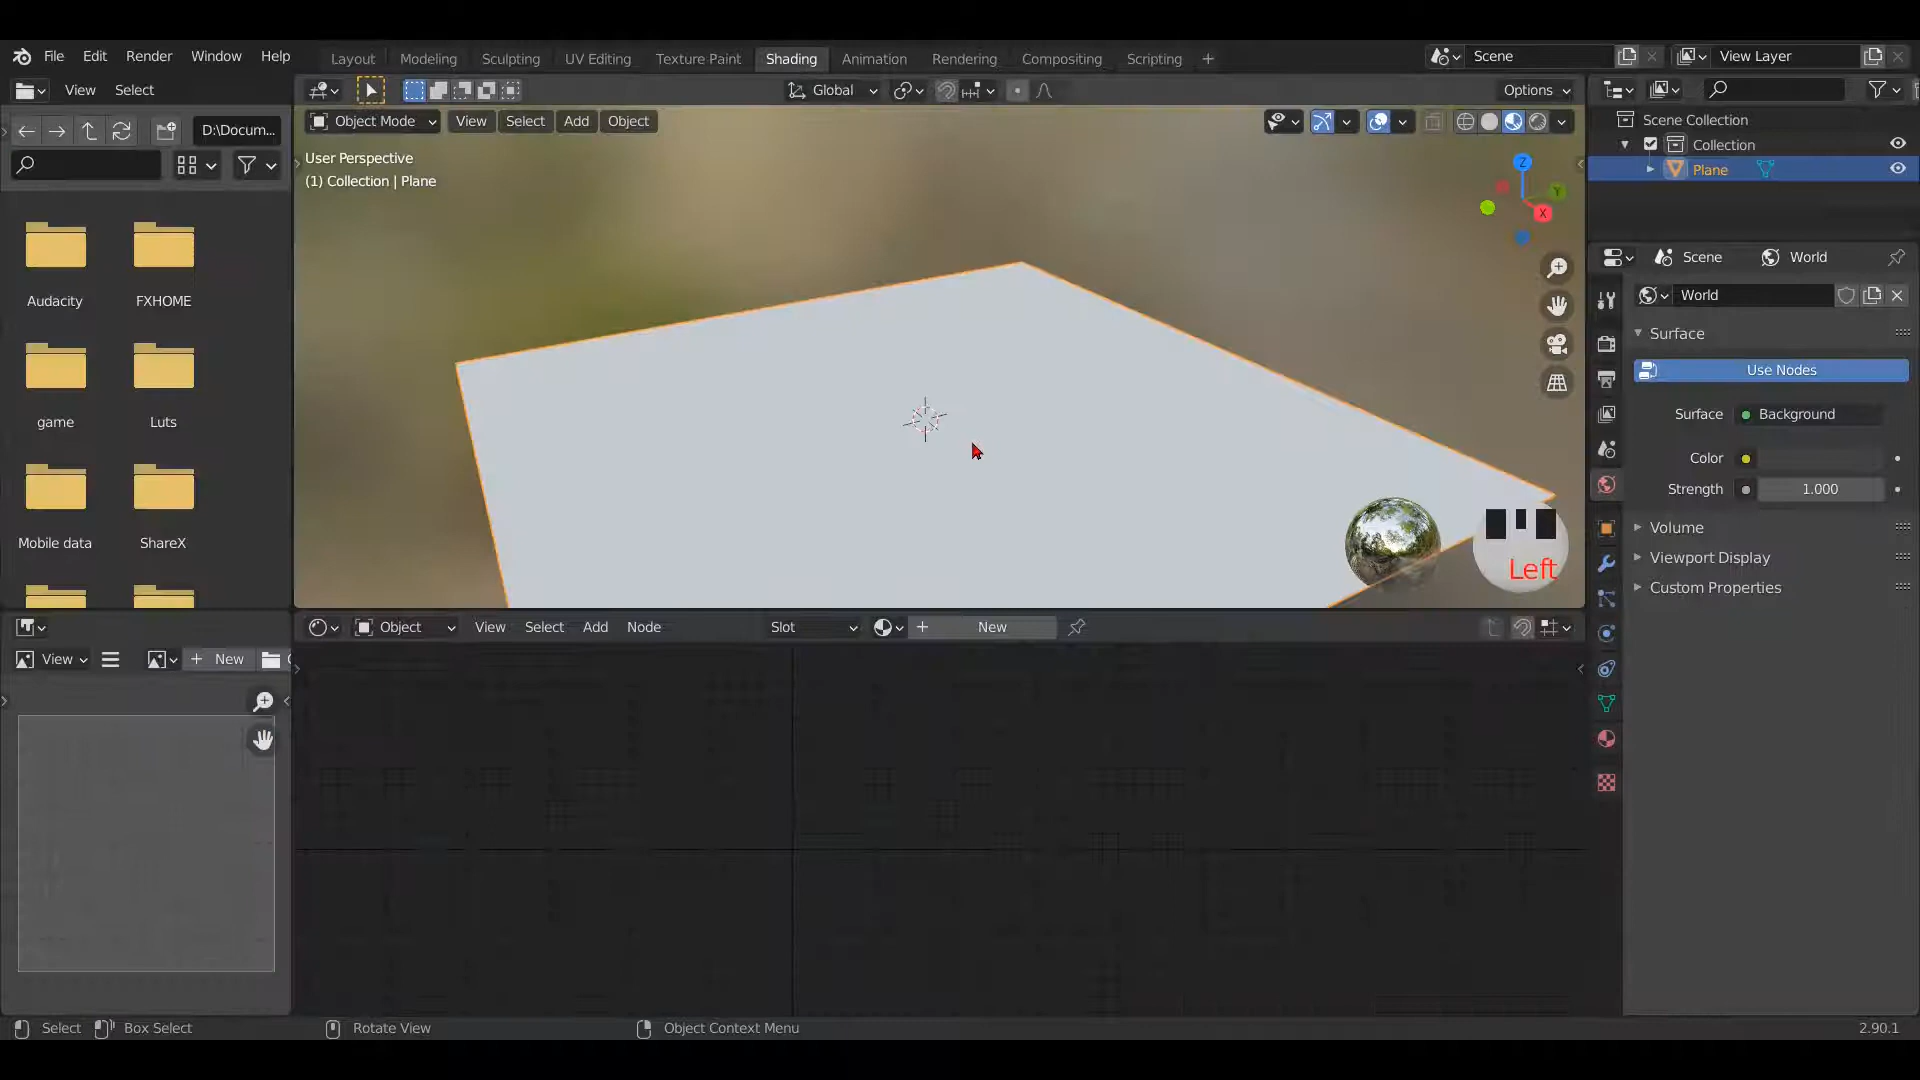 File Edit Render Window Help
Layout Modeling Sculpting UV Editing Texture Paint Shading Animation Rendering Compositing Scripting +
Scene
View Layer
View Select
Global
Options
D:\Docum...
Object Mode View Select Add Object
User Perspective
(1) Collection | Plane
Z
Y
X
Audacity
FXHOME
game
Luts
Mobile data
ShareX
Left
Scene Collection
Collection
Plane
Scene World
World
Surface
Use Nodes
Surface Background
Color
Strength 1.000
Volume
Viewport Display
Custom Properties
Object View Select Add Node
Slot
New
View
New
Select Box Select Rotate View Object Context Menu
2.90.1